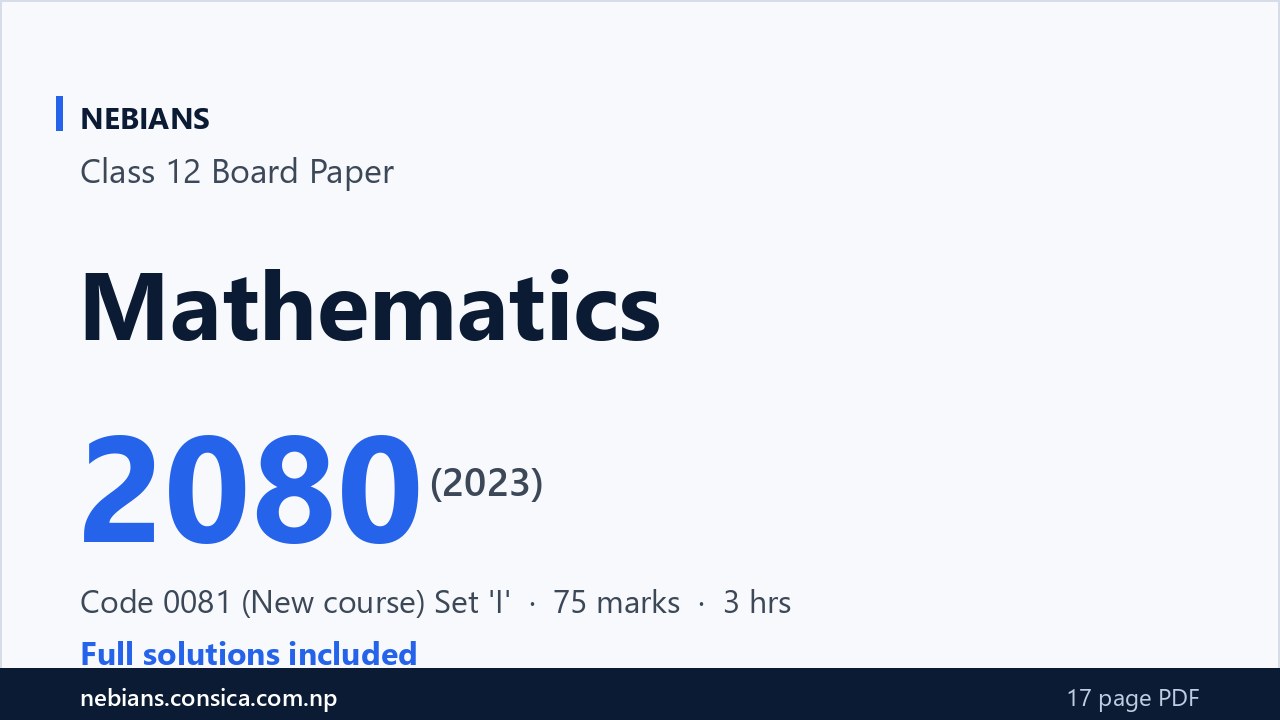 NEBIANS
Class 12 Board Paper
Mathematics
2080 (2023)
Code 0081 (New course) Set 'I' · 75 marks · 3 hrs
Full solutions included
nebians.consica.com.np
17 page PDF